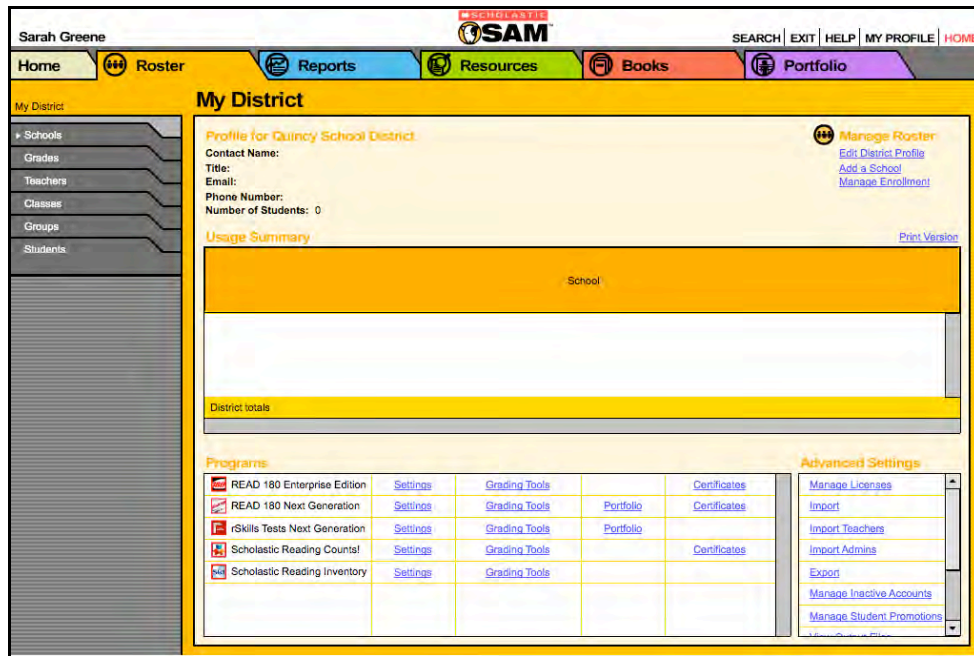 SCHOLASTIC
Sarah Greene
SAM
SEARCH EXIT HELP MY PROFILE HOME
Home Roster Reports Resources Books Portfolio
My District
My District
Schools
Grades
Teachers
Classes
Groups
Students
Profile for Quincy School District
Contact Name:
Title:
Email:
Phone Number:
Number of Students: 0
Manage Roster
Edit District Profile
Add a School
Manage Enrollment
Usage Summary
Print Version
School
District totals
Programs
READ 180 Enterprise Edition Settings Grading Tools Certificates
READ 180 Next Generation Settings Grading Tools Portfolio Certificates
rSkills Tests Next Generation Settings Grading Tools Portfolio
Scholastic Reading Counts! Settings Grading Tools Certificates
Scholastic Reading Inventory Settings Grading Tools
Advanced Settings
Manage Licenses
Import
Import Teachers
Import Admins
Export
Manage Inactive Accounts
Manage Student Promotions
View Output Files